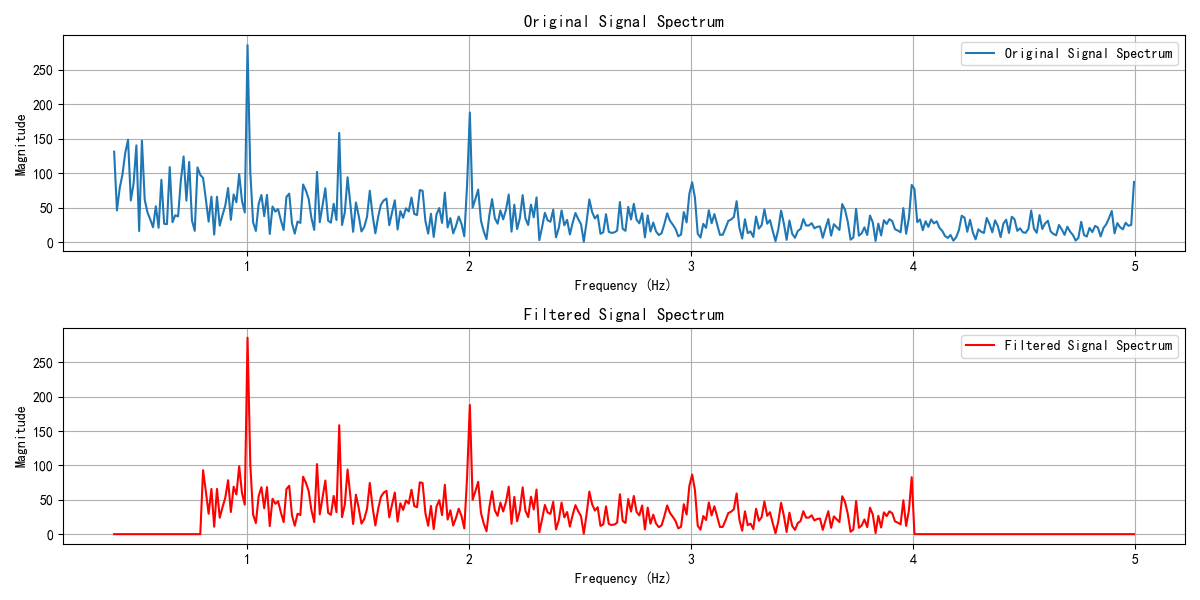 Original Signal Spectrum
Original Signal Spectrum
Magnitude
250
200
150
100
50
0
1
2
3
4
5
Frequency (Hz)
Filtered Signal Spectrum
Filtered Signal Spectrum
Magnitude
250
200
150
100
50
0
1
2
3
4
5
Frequency (Hz)